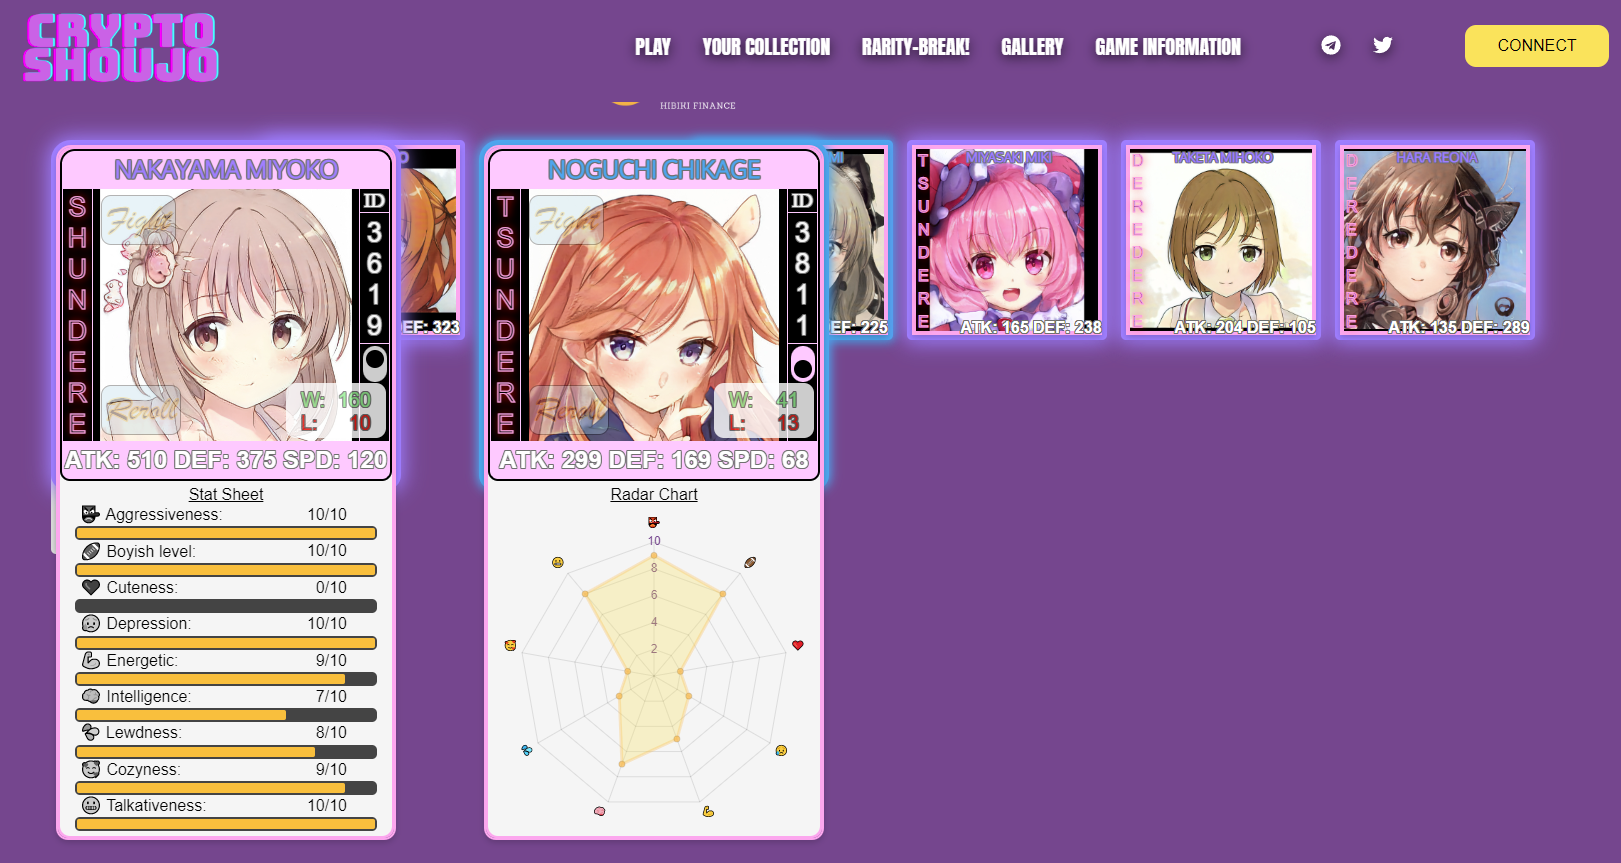 CRYPTO
SHOUJO
PLAY YOUR COLLECTION RARITY-BREAK! GALLERY GAME INFORMATION
CONNECT
HIBIKI FINANCE
NAKAYAMA MIYOKO
SHUNDERE
Fight
Reroll
ID
3619
W: 160
L: 10
ATK: 510 DEF: 375 SPD: 120
Stat Sheet
Aggressiveness: 10/10
Boyish level: 10/10
Cuteness: 0/10
Depression: 10/10
Energetic: 9/10
Intelligence: 7/10
Lewdness: 8/10
Cozyness: 9/10
Talkativeness: 10/10
DEF: 323
NOGUCHI CHIKAGE
TSUNDERE
Fight
Reroll
ID
3811
W: 41
L: 13
ATK: 299 DEF: 169 SPD: 68
Radar Chart
10
8
6
4
2
DEF: 225
MIYASAKI MIKI
TSUNDERE
ATK: 165 DEF: 238
TAKETA MIHOKO
DEREDERE
ATK: 204 DEF: 105
HARA REONA
DEREDERE
ATK: 135 DEF: 289